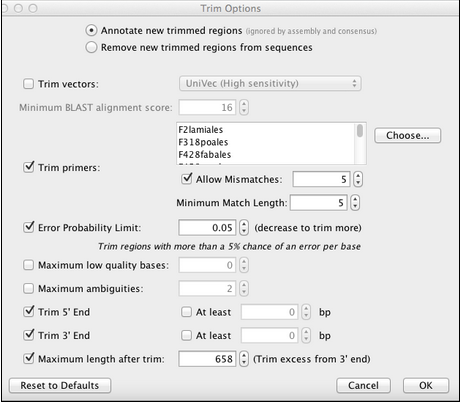 Trim Options
Annotate new trimmed regions (ignored by assembly and consensus)
Remove new trimmed regions from sequences
Trim vectors: UniVec (High sensitivity)
Minimum BLAST alignment score: 16
F2lamiales
F318poales
F428fabales
Choose...
Trim primers:
Allow Mismatches: 5
Minimum Match Length: 5
Error Probability Limit: 0.05 (decrease to trim more)
Trim regions with more than a 5% chance of an error per base
Maximum low quality bases: 0
Maximum ambiguities: 2
Trim 5' End At least 0 bp
Trim 3' End At least 0 bp
Maximum length after trim: 658 (Trim excess from 3' end)
Reset to Defaults Cancel OK